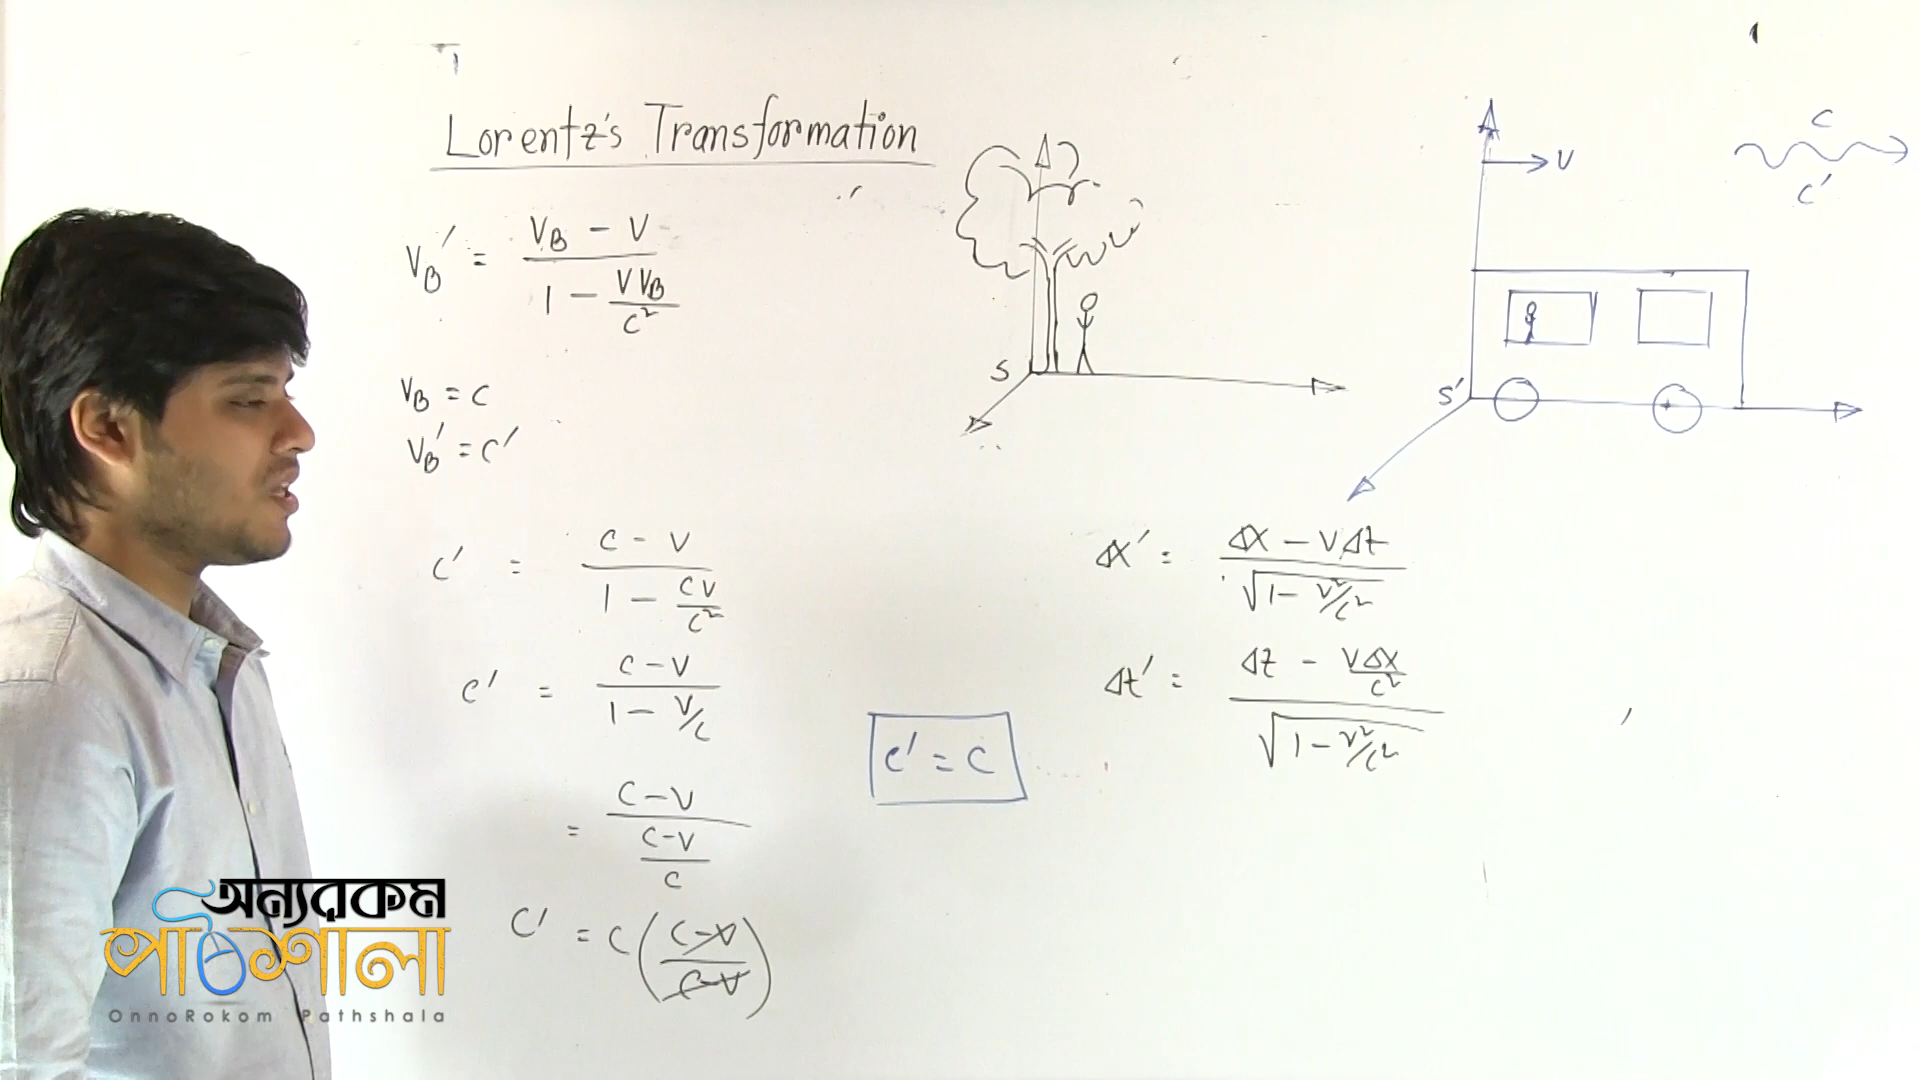 Lorentz's Transformation
V_B' = (V_B - V) / (1 - V V_B / c²)
V_B = c
V_B' = c'
c' = (c - v) / (1 - cv/c²)
c' = (c - v) / (1 - v/c)
= (c - v) / ((c - v)/c)
c' = c ((c-v)/(c-v))
c' = c
S
S'
V
c
c'
Δx' = (Δx - vΔt) / √(1 - v²/c²)
Δt' = (Δt - vΔx/c²) / √(1 - v²/c²)
অন্যরকম
পাঠশালা
OnnoRokom Pathshala